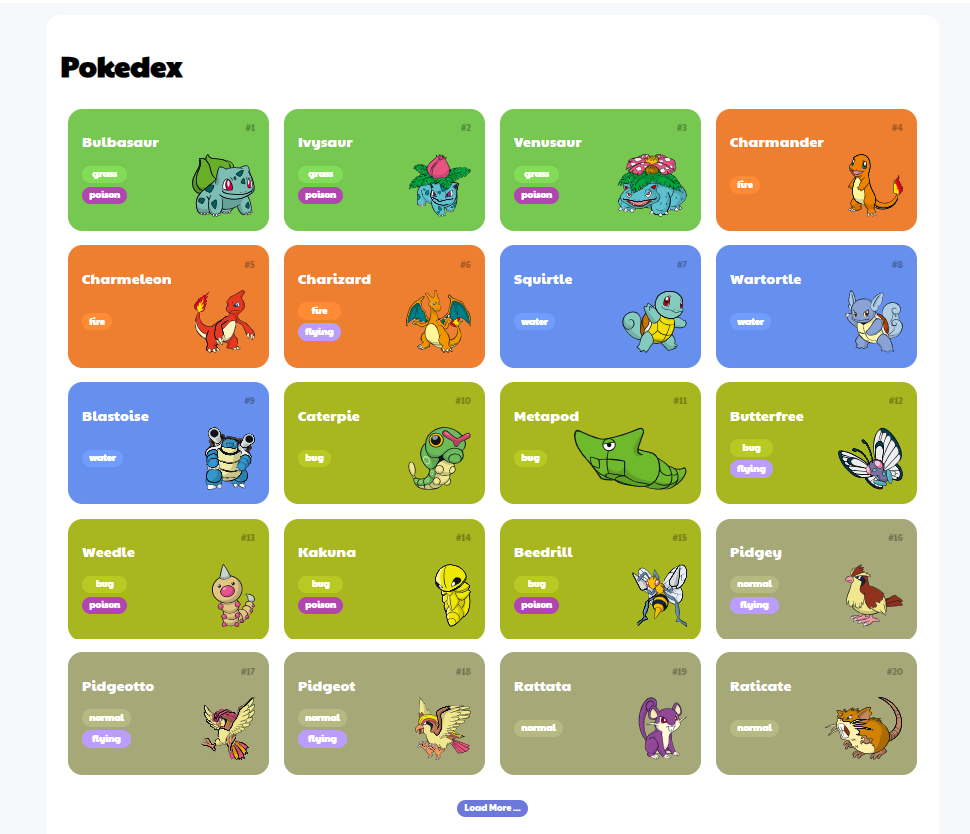 Pokedex
#1
Bulbasaur
grass
poison
#2
Ivysaur
grass
poison
#3
Venusaur
grass
poison
#4
Charmander
fire
#5
Charmeleon
fire
#6
Charizard
fire
flying
#7
Squirtle
water
#8
Wartortle
water
#9
Blastoise
water
#10
Caterpie
bug
#11
Metapod
bug
#12
Butterfree
bug
flying
#13
Weedle
bug
poison
#14
Kakuna
bug
poison
#15
Beedrill
bug
poison
#16
Pidgey
normal
flying
#17
Pidgeotto
normal
flying
#18
Pidgeot
normal
flying
#19
Rattata
normal
#20
Raticate
normal
Load More ...